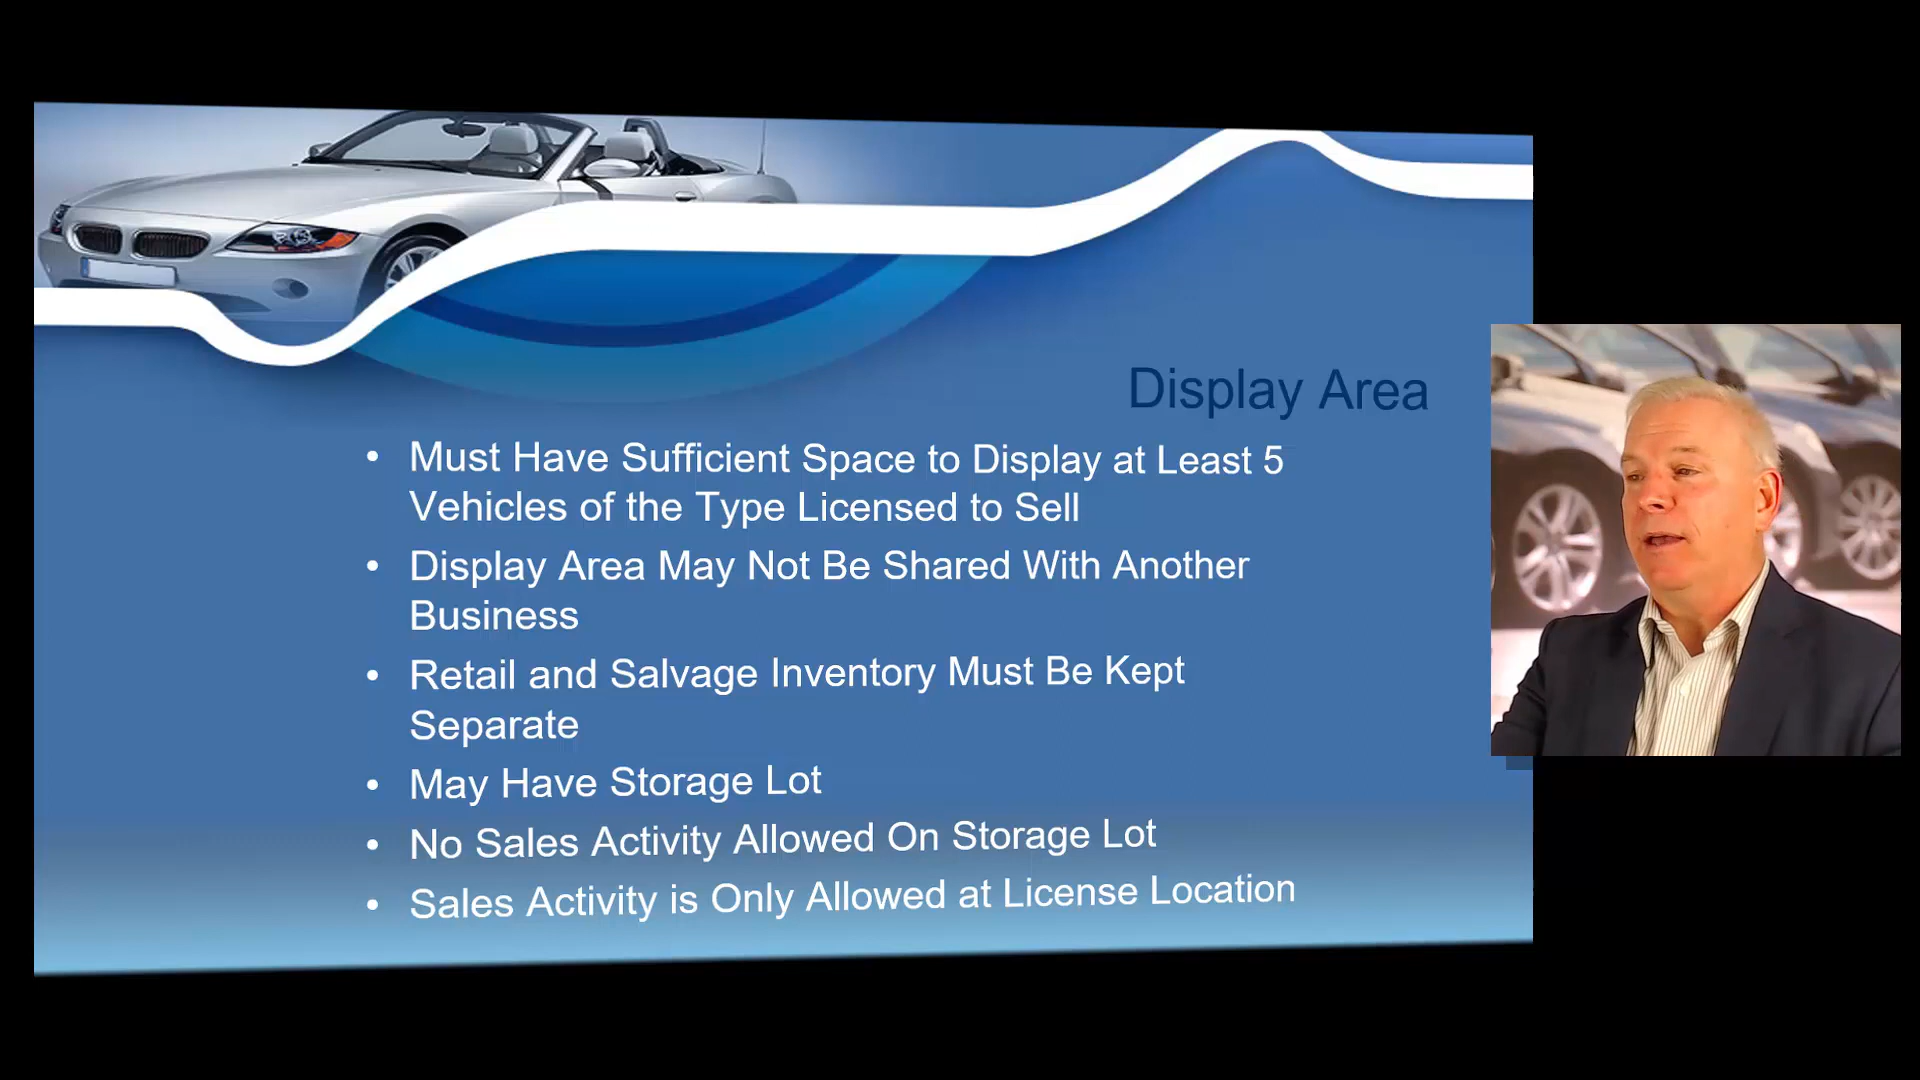 Display Area
• Must Have Sufficient Space to Display at Least 5
Vehicles of the Type Licensed to Sell
• Display Area May Not Be Shared With Another
Business
• Retail and Salvage Inventory Must Be Kept
Separate
• May Have Storage Lot
• No Sales Activity Allowed On Storage Lot
• Sales Activity is Only Allowed at License Location